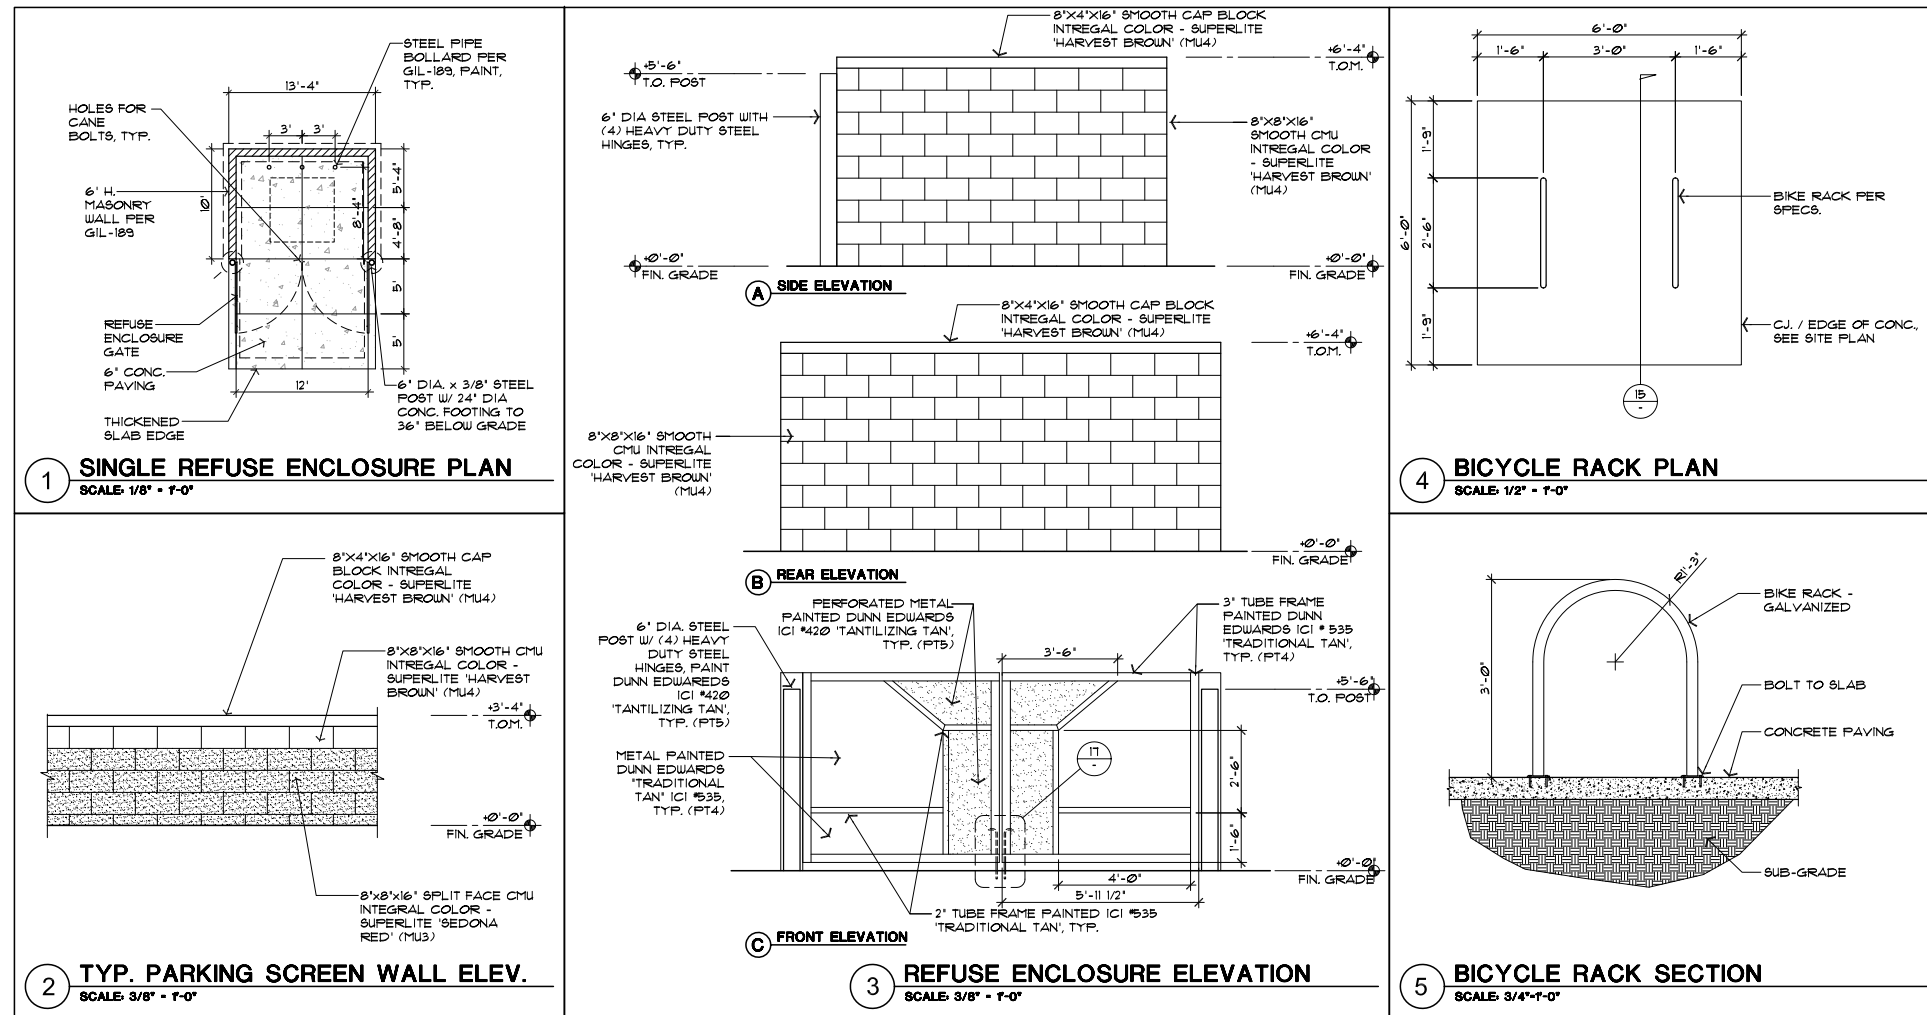 STEEL PIPE
BOLLARD PER
GIL-189, PAINT,
TYP.
13'-4"
HOLES FOR
CANE
BOLTS, TYP.
3'
3'
6' H.
MASONRY
WALL PER
GIL-189
10'
5'-4"
8'-4"
4'-8"
5'
5'
REFUSE
ENCLOSURE
GATE
6" CONC.
PAVING
12'
THICKENED
SLAB EDGE
6" DIA. x 3/8" STEEL
POST W/ 24" DIA
CONC. FOOTING TO
36" BELOW GRADE
1
SINGLE REFUSE ENCLOSURE PLAN
SCALE: 1/8" - 1'-0"
8"X4"X16" SMOOTH CAP
BLOCK INTREGAL
COLOR - SUPERLITE
'HARVEST BROWN' (MU4)
8"X8"X16" SMOOTH CMU
INTREGAL COLOR -
SUPERLITE 'HARVEST
BROWN' (MU4)
+3'-4"
T.O.M.
+0'-0"
FIN. GRADE
8"x8"x16" SPLIT FACE CMU
INTEGRAL COLOR -
SUPERLITE 'SEDONA
RED' (MU3)
2
TYP. PARKING SCREEN WALL ELEV.
SCALE: 3/8" - 1'-0"
8"X4"X16" SMOOTH CAP BLOCK
INTREGAL COLOR - SUPERLITE
'HARVEST BROWN' (MU4)
+6'-4"
T.O.M.
+5'-6"
T.O. POST
6" DIA STEEL POST WITH
(4) HEAVY DUTY STEEL
HINGES, TYP.
8"X8"X16"
SMOOTH CMU
INTREGAL COLOR
- SUPERLITE
'HARVEST BROWN'
(MU4)
+0'-0"
FIN. GRADE
+0'-0"
FIN. GRADE
A
SIDE ELEVATION
8"X4"X16" SMOOTH CAP BLOCK
INTREGAL COLOR - SUPERLITE
'HARVEST BROWN' (MU4)
+6'-4"
T.O.M.
8"X8"X16" SMOOTH
CMU INTREGAL
COLOR - SUPERLITE
'HARVEST BROWN'
(MU4)
+0'-0"
FIN. GRADE
B
REAR ELEVATION
PERFORATED METAL
PAINTED DUNN EDWARDS
ICI #420 'TANTILIZING TAN',
TYP. (PT5)
3" TUBE FRAME
PAINTED DUNN
EDWARDS ICI # 535
'TRADITIONAL TAN',
TYP. (PT4)
6" DIA. STEEL
POST W/ (4) HEAVY
DUTY STEEL
HINGES, PAINT
DUNN EDWAREDS
ICI #420
'TANTILIZING TAN',
TYP. (PT5)
3'-6"
+5'-6"
T.O. POST
METAL PAINTED
DUNN EDWARDS
"TRADITIONAL
TAN" ICI #535,
TYP. (PT4)
17
-
2'-6"
1'-6"
+0'-0"
FIN. GRADE
4'-0"
5'-11 1/2"
2" TUBE FRAME PAINTED ICI #535
'TRADITIONAL TAN', TYP.
C
FRONT ELEVATION
3
REFUSE ENCLOSURE ELEVATION
SCALE: 3/8" - 1'-0"
6'-0"
1'-6"
3'-0"
1'-6"
1'-9"
6'-0"
2'-6"
1'-9"
BIKE RACK PER
SPECS.
CJ. / EDGE OF CONC.,
SEE SITE PLAN
15
-
4
BICYCLE RACK PLAN
SCALE: 1/2" - 1'-0"
R1'-3"
BIKE RACK -
GALVANIZED
3'-0"
BOLT TO SLAB
CONCRETE PAVING
SUB-GRADE
5
BICYCLE RACK SECTION
SCALE: 3/4"-1'-0"